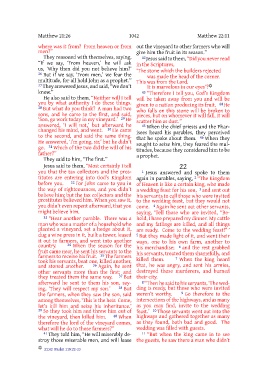 Matthew 21:26 1042 Matthew 22:11
where was it from? From heaven or from
men?”
They reasoned with themselves, saying,
“If we say, ‘From heaven,’ he will ask
us, ‘Why then did you not believe him?’
26 But if we say, ‘From men,’ we fear the
multitude, for all hold John as a prophet.”
27 They answered Jesus, and said, “We don’t
know.”
He also said to them, “Neither will I tell
you by what authority I do these things.
28 But what do you think? A man had two
sons, and he came to the first, and said,
‘Son, go work today in my vineyard.’ 29 He
answered, ‘I will not,’ but afterward he
changed his mind, and went. 30 He came
to the second, and said the same thing.
He answered, ‘I’m going, sir,’ but he didn’t
go. 31 Which of the two did the will of his
father?”
They said to him, “The first.”
Jesus said to them, “Most certainly I tell
you that the tax collectors and the prostitutes
are entering into God’s Kingdom
before you. 32 For John came to you in
the way of righteousness, and you didn’t
believe him; but the tax collectors and the
prostitutes believed him. When you saw it,
you didn’t even repent afterward, that you
might believe him.
33 “Hear another parable. There was a
man who was a master of a household who
planted a vineyard, set a hedge about it,
dug a wine press in it, built a tower, leased
it out to farmers, and went into another
country. 34 When the season for the
fruit came near, he sent his servants to the
farmers to receive his fruit. 35 The farmers
took his servants, beat one, killed another,
and stoned another. 36 Again, he sent
other servants more than the first; and
they treated them the same way. 37 But
afterward he sent to them his son, saying,
‘They will respect my son.’ 38 But
the farmers, when they saw the son, said
among themselves, ‘This is the heir. Come,
let’s kill him and seize his inheritance.’
39 So they took him and threw him out of
the vineyard, then killed him. 40 When
therefore the lord of the vineyard comes,
what will he do to those farmers?”
41 They told him, “He will miserably destroy
those miserable men, and will lease
out the vineyard to other farmers who will
give him the fruit in its season.”
42 Jesus said to them, “Did you never read
in the Scriptures,
‘The stone which the builders rejected
was made the head of the corner.
This was from the Lord.
It is marvelous in our eyes’?
43 “Therefore I tell you, God’s Kingdom
will be taken away from you and will be
given to a nation producing its fruit. 44 He
who falls on this stone will be broken to
pieces, but on whomever it will fall, it will
scatter him as dust.”
45 When the chief priests and the Pharisees
heard his parables, they perceived
that he spoke about them. 46 When they
sought to seize him, they feared the multitudes,
because they considered him to be
a prophet.
22
1 Jesus answered and spoke to them
again in parables, saying, 2 “The Kingdom
of Heaven is like a certain king, who made
a wedding feast for his son, 3 and sent out
his servants to call those who were invited
to the wedding feast, but they would not
come. 4 Again he sent out other servants,
saying, ‘Tell those who are invited, “Behold,
I have prepared my dinner. My cattle
and my fatlings are killed, and all things
are ready. Come to the wedding feast!”’
5 But they made light of it, and went their
ways, one to his own farm, another to
his merchandise, 6 and the rest grabbed
his servants, treated them shamefully, and
killed them. 7 When the king heard
that, he was angry, and sent his armies,
destroyed those murderers, and burned
their city.
8 “Then he said to his servants, ‘The wedding
is ready, but those who were invited
weren’t worthy. 9 Go therefore to the
intersections of the highways, and as many
as you may find, invite to the wedding
feast.’ 10 Those servants went out into the
highways and gathered together as many
as they found, both bad and good. The
wedding was filled with guests.
11 “But when the king came in to see
the guests, he saw there a man who didn’t